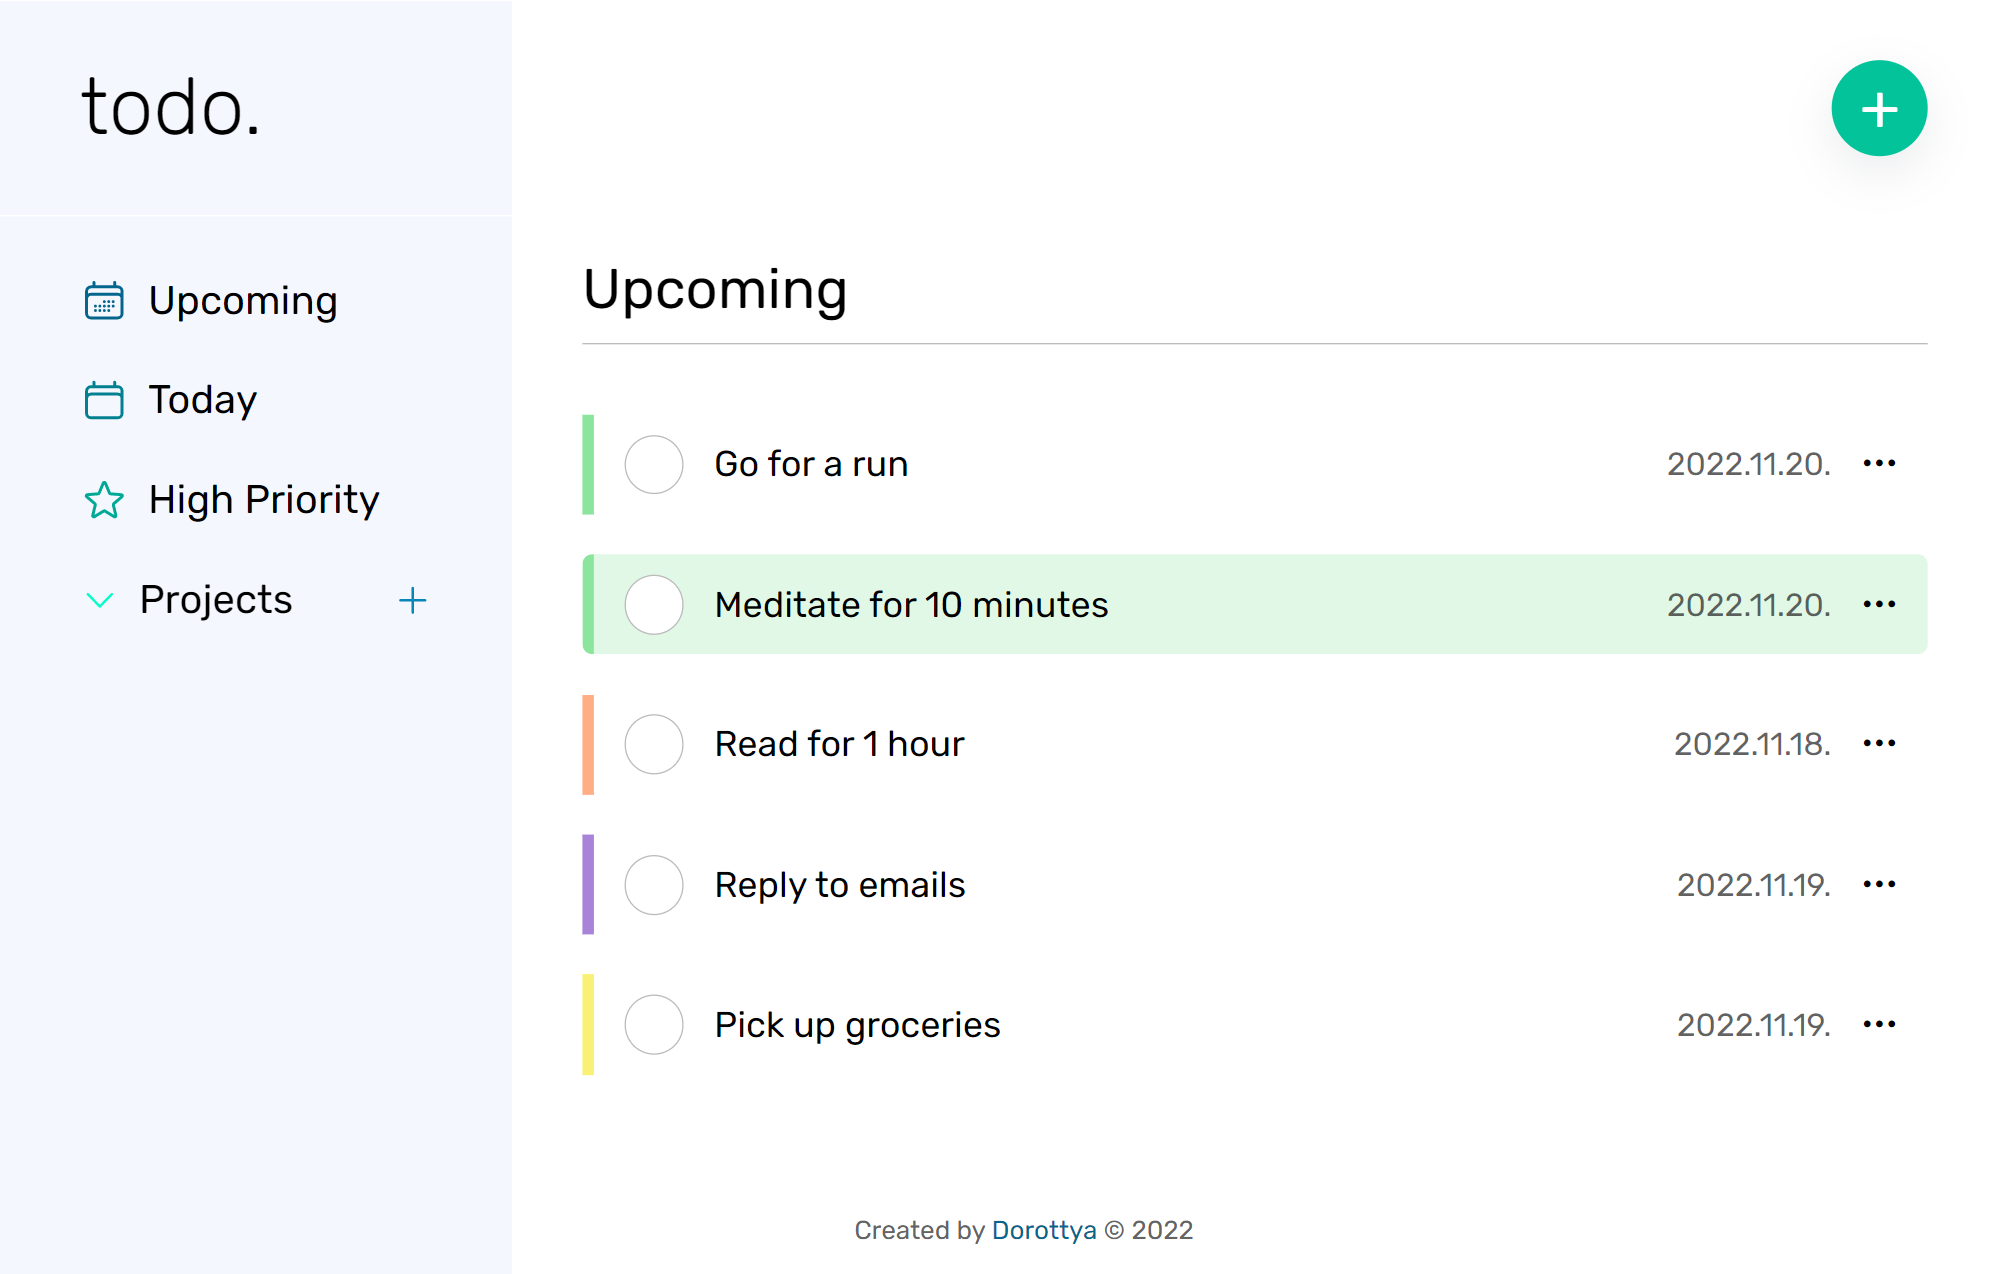 todo.
Upcoming
Today
High Priority
Projects
Upcoming
Go for a run 2022.11.20.
Meditate for 10 minutes 2022.11.20.
Read for 1 hour 2022.11.18.
Reply to emails 2022.11.19.
Pick up groceries 2022.11.19.
Created by Dorottya © 2022